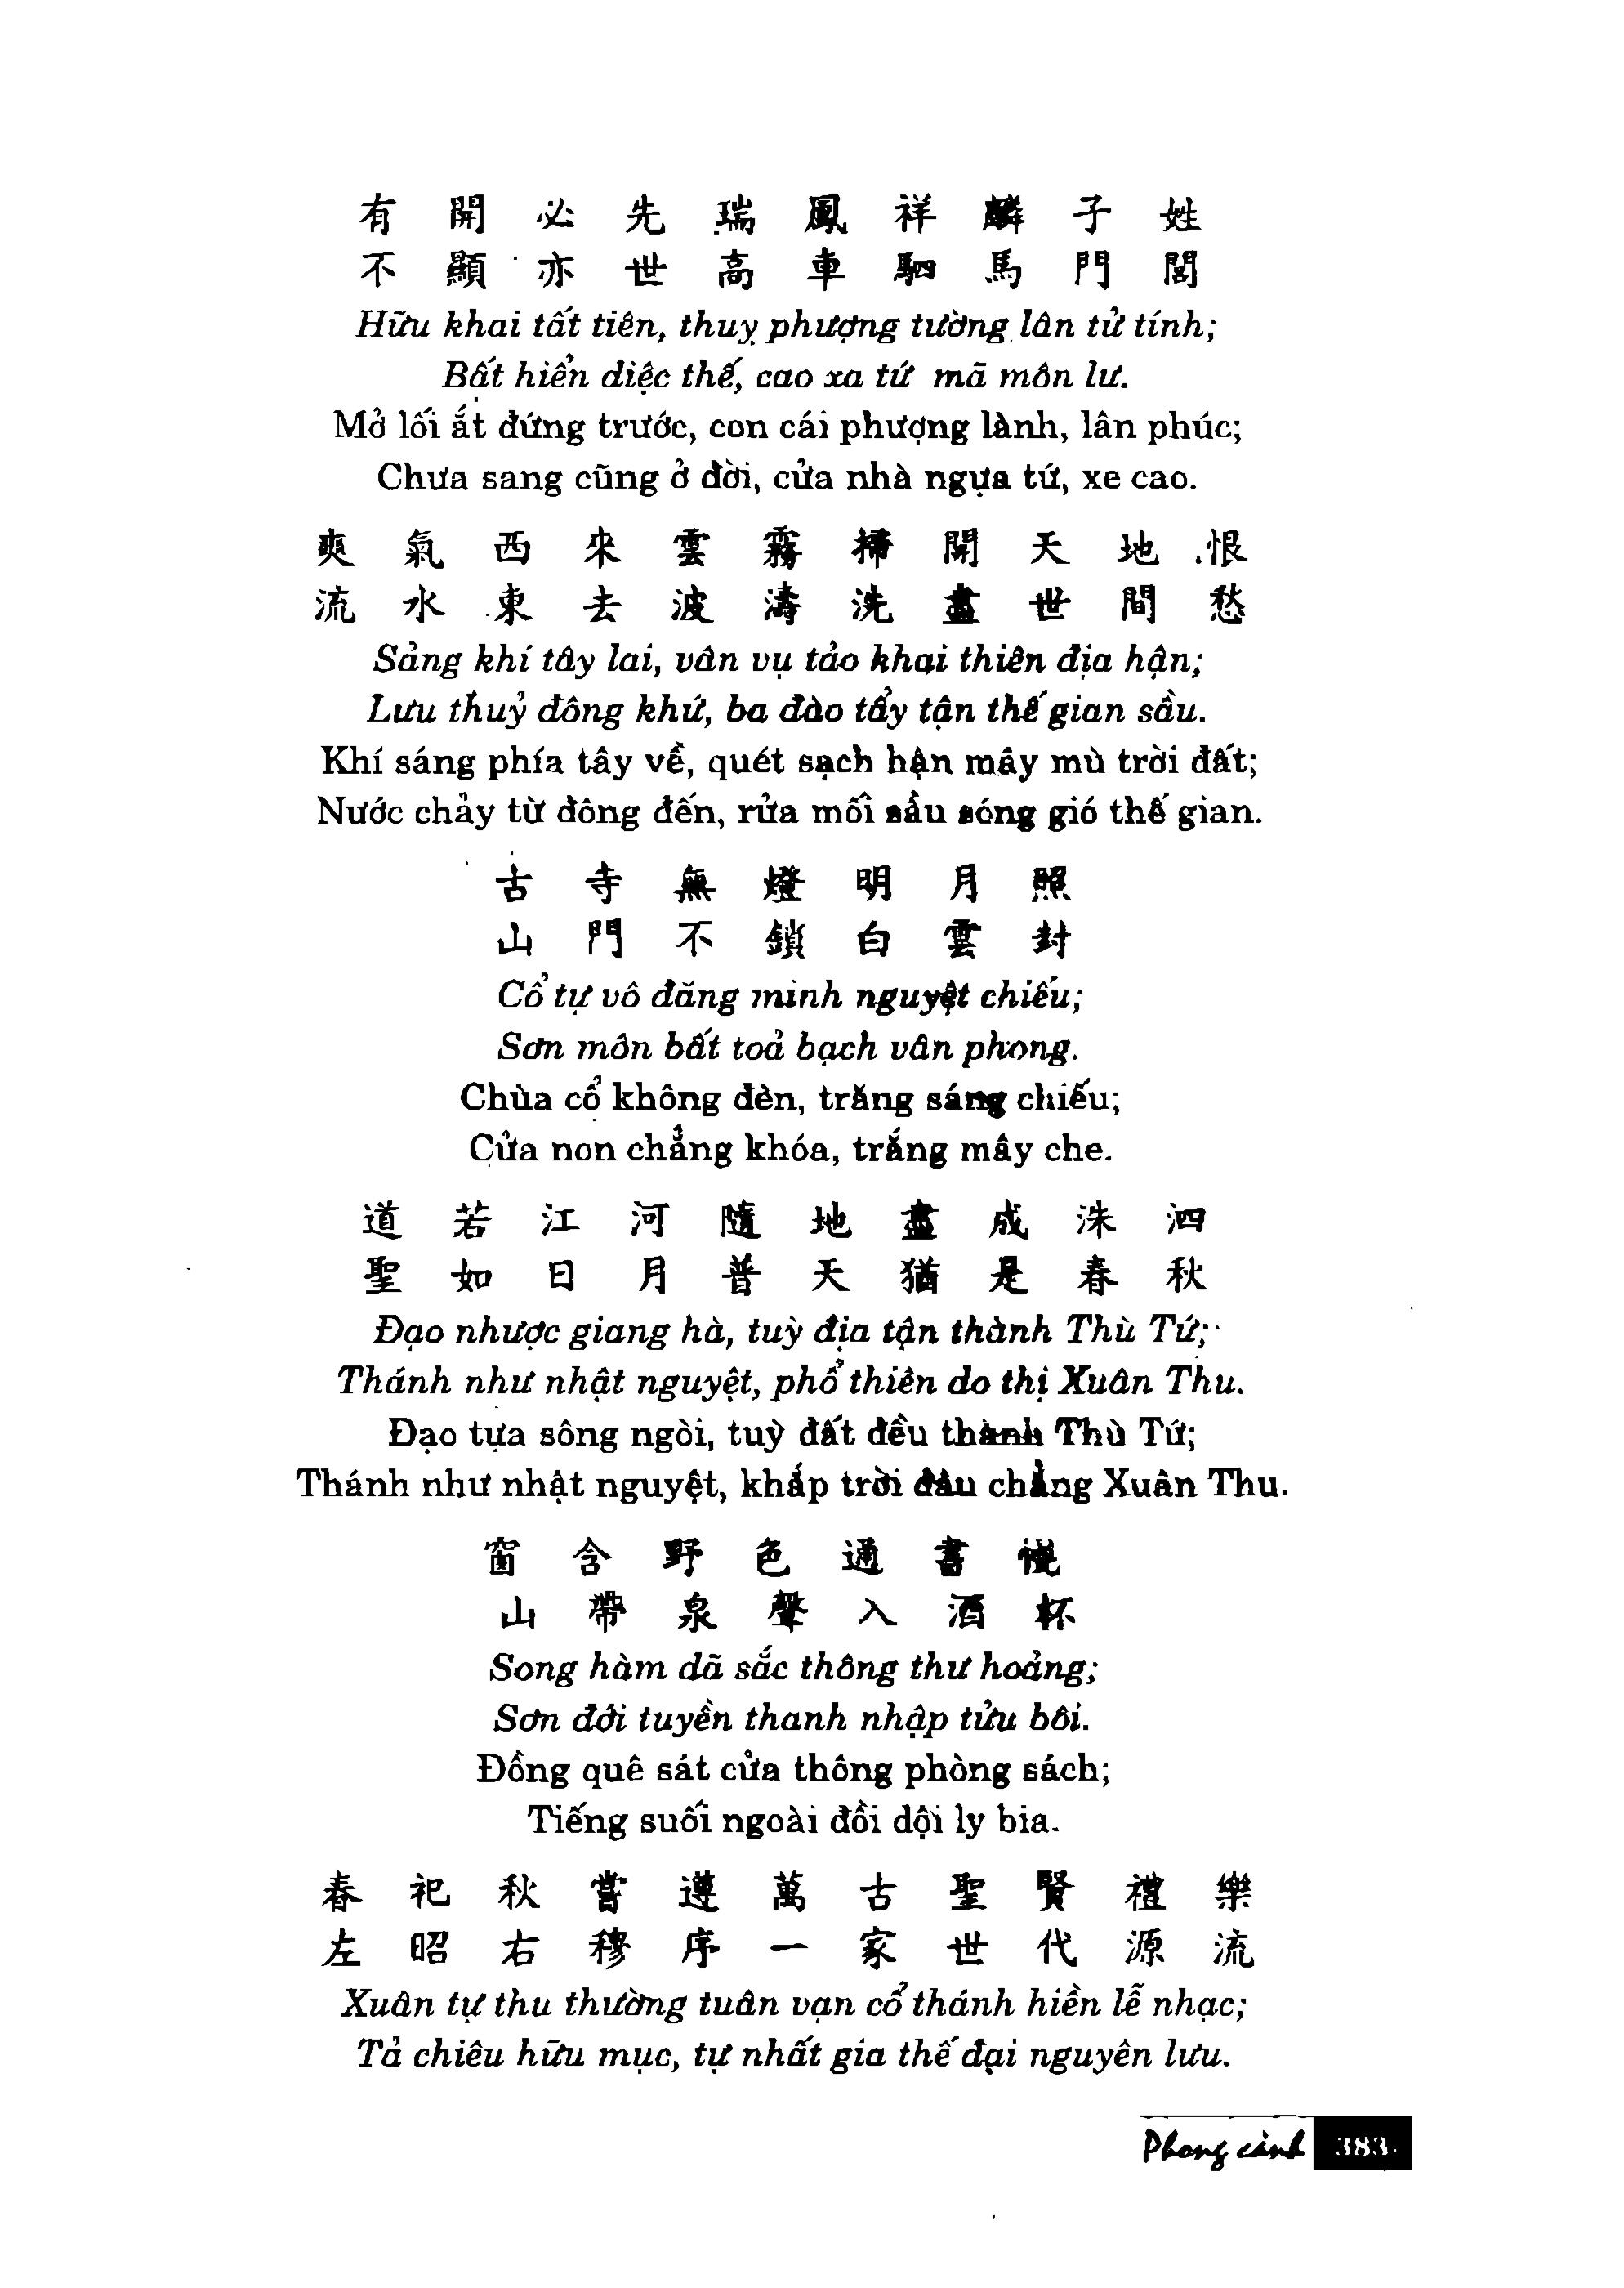 有 開 必 先 瑞 鳳 祥 麟 子 姓
不 顯 亦 世 高 車 駟 馬 門 閭
Hữu khai tất tiên, thuỵ phượng tường lân tử tính;
Bất hiển diệc thế, cao xa tứ mã môn lư.
Mở lối ắt đứng trước, con cái phượng lành, lân phúc;
Chưa sang cũng ở đời, cửa nhà ngựa tứ, xe cao.
爽 氣 西 來 雲 霧 掃 開 天 地 恨
流 水 東 去 波 濤 洗 盡 世 間 愁
Sảng khí tây lai, vân vụ tảo khai thiên địa hận;
Lưu thuỷ đông khứ, ba đào tẩy tận thế gian sầu.
Khí sáng phía tây về, quét sạch hận mây mù trời đất;
Nước chảy từ đông đến, rửa mối sầu sóng gió thế gian.
古 寺 無 燈 明 月 照
山 門 不 鎖 白 雲 封
Cổ tự vô đăng minh nguyệt chiếu;
Sơn môn bất toả bạch vân phong.
Chùa cổ không đèn, trăng sáng chiếu;
Cửa non chẳng khóa, trắng mây che.
道 若 江 河 隨 地 盡 成 洙 泗
聖 如 日 月 普 天 猶 是 春 秋
Đạo nhược giang hà, tuỳ địa tận thành Thù Tứ;
Thánh như nhật nguyệt, phổ thiên do thị Xuân Thu.
Đạo tựa sông ngòi, tuỳ đất đều thành Thù Tứ;
Thánh như nhật nguyệt, khắp trời đâu chẳng Xuân Thu.
窗 含 野 色 通 書
山 帶 泉 聲 入 酒 杯
Song hàm dã sắc thông thư hoảng;
Sơn đới tuyền thanh nhập tửu bôi.
Đồng quê sát cửa thông phòng sách;
Tiếng suối ngoài đồi dội ly bia.
春 祀 秋 嘗 遵 萬 古 聖 賢 禮 樂
左 昭 右 穆 序 一 家 世 代 源 流
Xuân tự thu thường tuân vạn cổ thánh hiền lễ nhạc;
Tả chiêu hữu mục, tự nhất gia thế đại nguyên lưu.
Phong cảnh 383